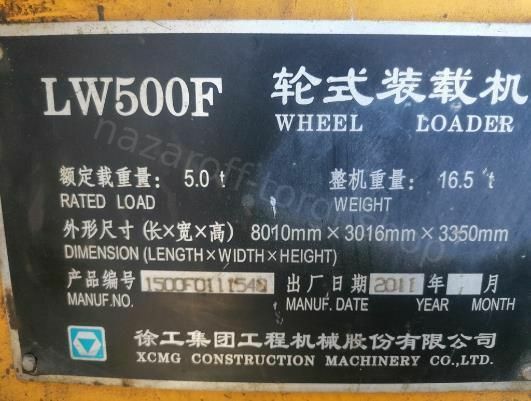 LW500F 轮式装载机
WHEEL LOADER
额定载重量: 5.0 t 整机重量: 16.5 t
RATED LOAD WEIGHT
外形尺寸 (长×宽×高) 8010mm×3016mm×3350mm
DIMENSION (LENGTH×WIDTH×HEIGHT)
产品编号 1500F0111540 出厂日期 2011 年 月
MANUF.NO. MANUF. DATE YEAR MONTH
徐工集团工程机械股份有限公司
XCMG CONSTRUCTION MACHINERY CO.,LTD.